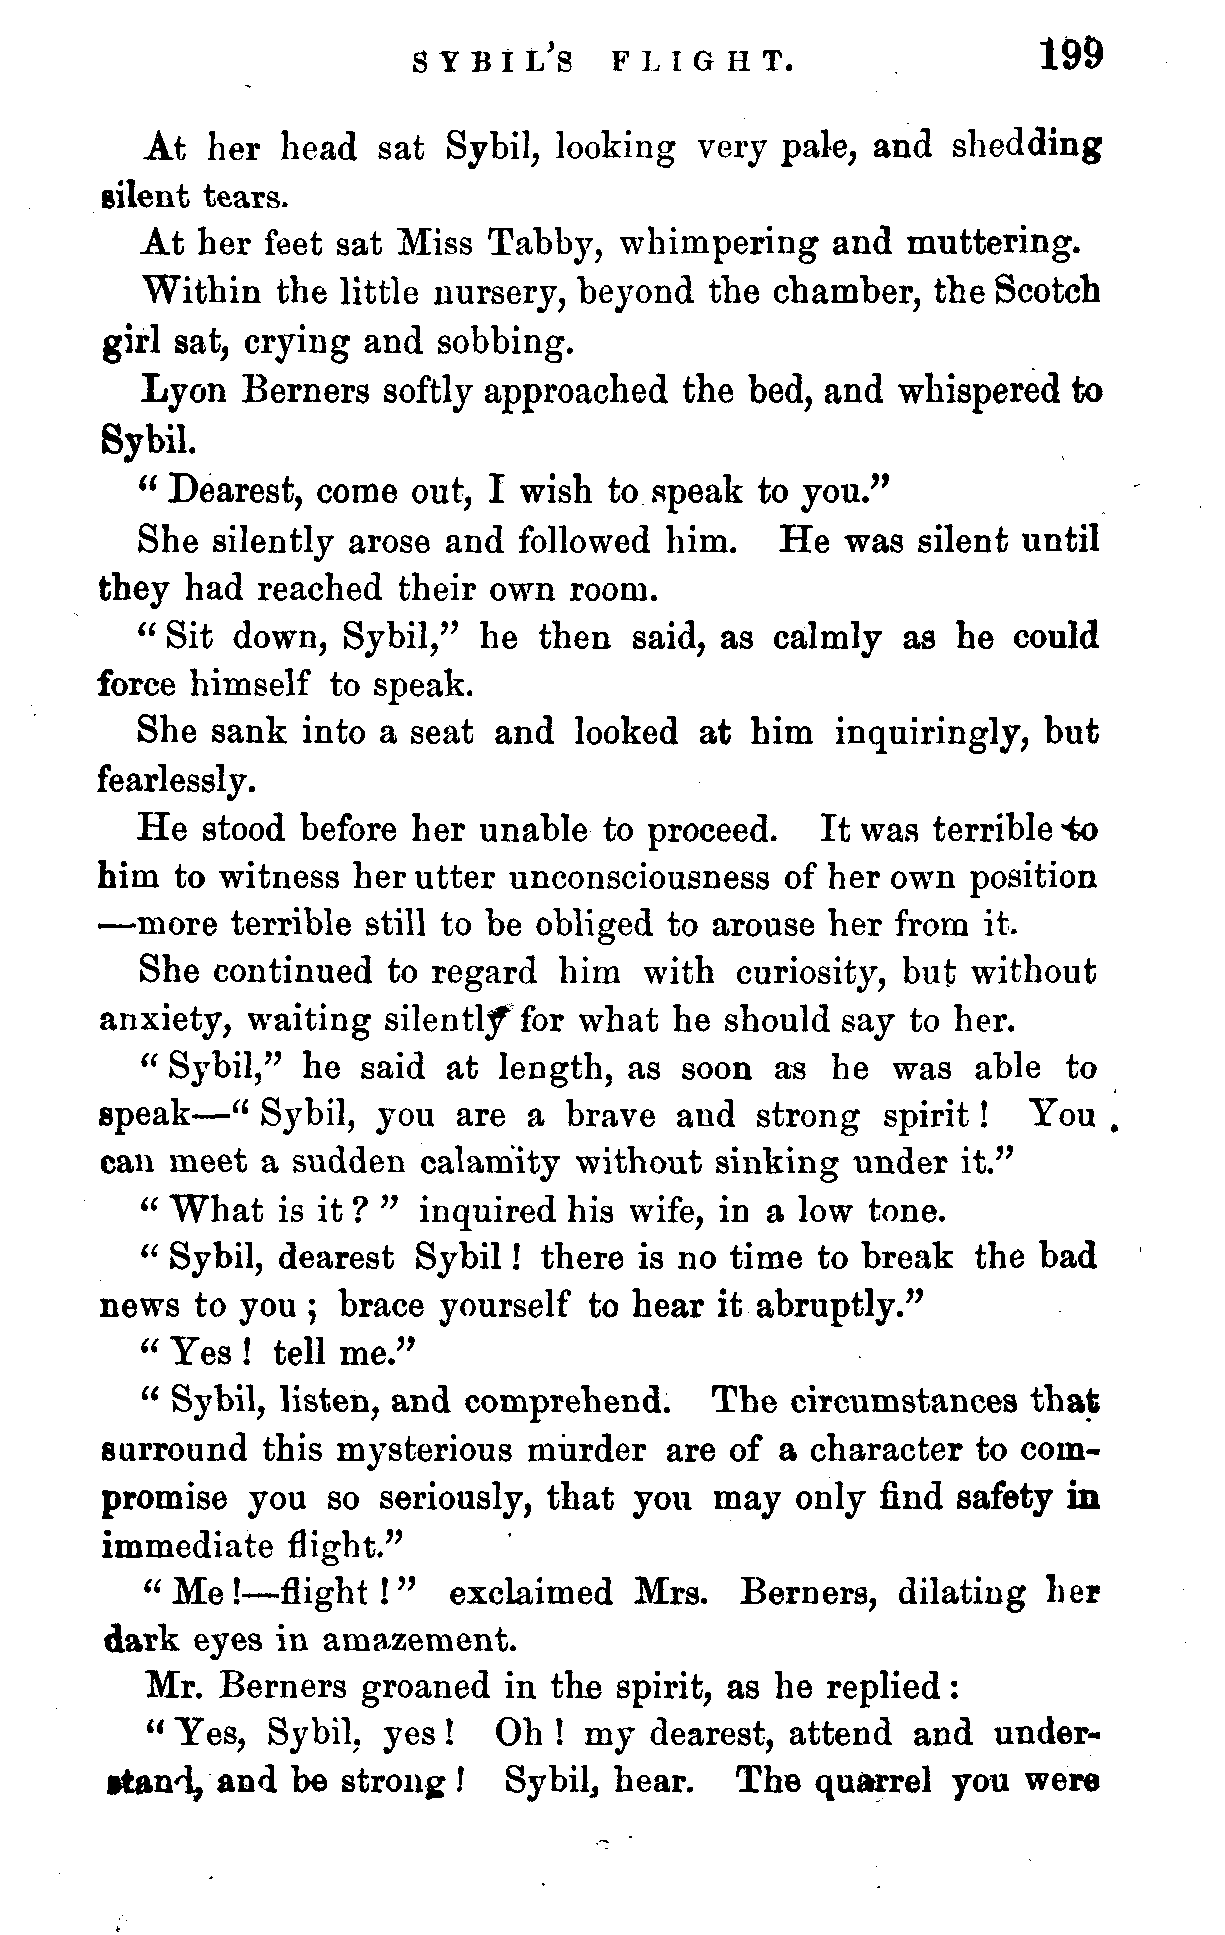 SYBIL'S FLIGHT. 199
At her head sat Sybil, looking very pale, and shedding
silent tears.
At her feet sat Miss Tabby, whimpering and muttering.
Within the little nursery, beyond the chamber, the Scotch
girl sat, crying and sobbing.
Lyon Berners softly approached the bed, and whispered to
Sybil.
“ Dearest, come out, I wish to speak to you.”
She silently arose and followed him. He was silent until
they had reached their own room.
“ Sit down, Sybil,” he then said, as calmly as he could
force himself to speak.
She sank into a seat and looked at him inquiringly, but
fearlessly.
He stood before her unable to proceed. It was terrible to
him to witness her utter unconsciousness of her own position
—more terrible still to be obliged to arouse her from it.
She continued to regard him with curiosity, but without
anxiety, waiting silently for what he should say to her.
“ Sybil,” he said at length, as soon as he was able to
speak—“ Sybil, you are a brave and strong spirit ! You
can meet a sudden calamity without sinking under it.”
“ What is it ? ” inquired his wife, in a low tone.
“ Sybil, dearest Sybil ! there is no time to break the bad
news to you ; brace yourself to hear it abruptly.”
“ Yes ! tell me.”
“ Sybil, listen, and comprehend. The circumstances that
surround this mysterious murder are of a character to com-
promise you so seriously, that you may only find safety in
immediate flight.”
“ Me !—flight ! ” exclaimed Mrs. Berners, dilating her
dark eyes in amazement.
Mr. Berners groaned in the spirit, as he replied :
“ Yes, Sybil, yes ! Oh ! my dearest, attend and under-
stand, and be strong ! Sybil, hear. The quarrel you were